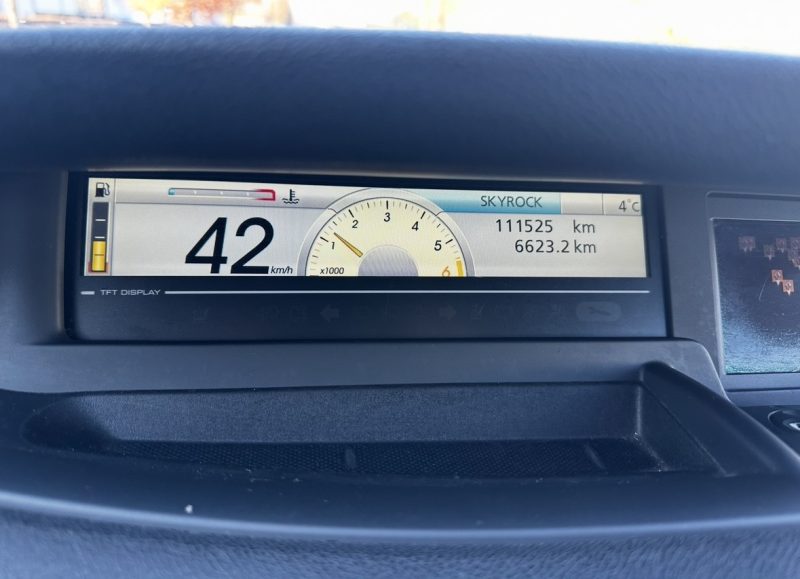 SKYROCK 4°C
42 km/h
1 2 3 4 5 6
x1000
111525 km
6623.2 km
TFT DISPLAY